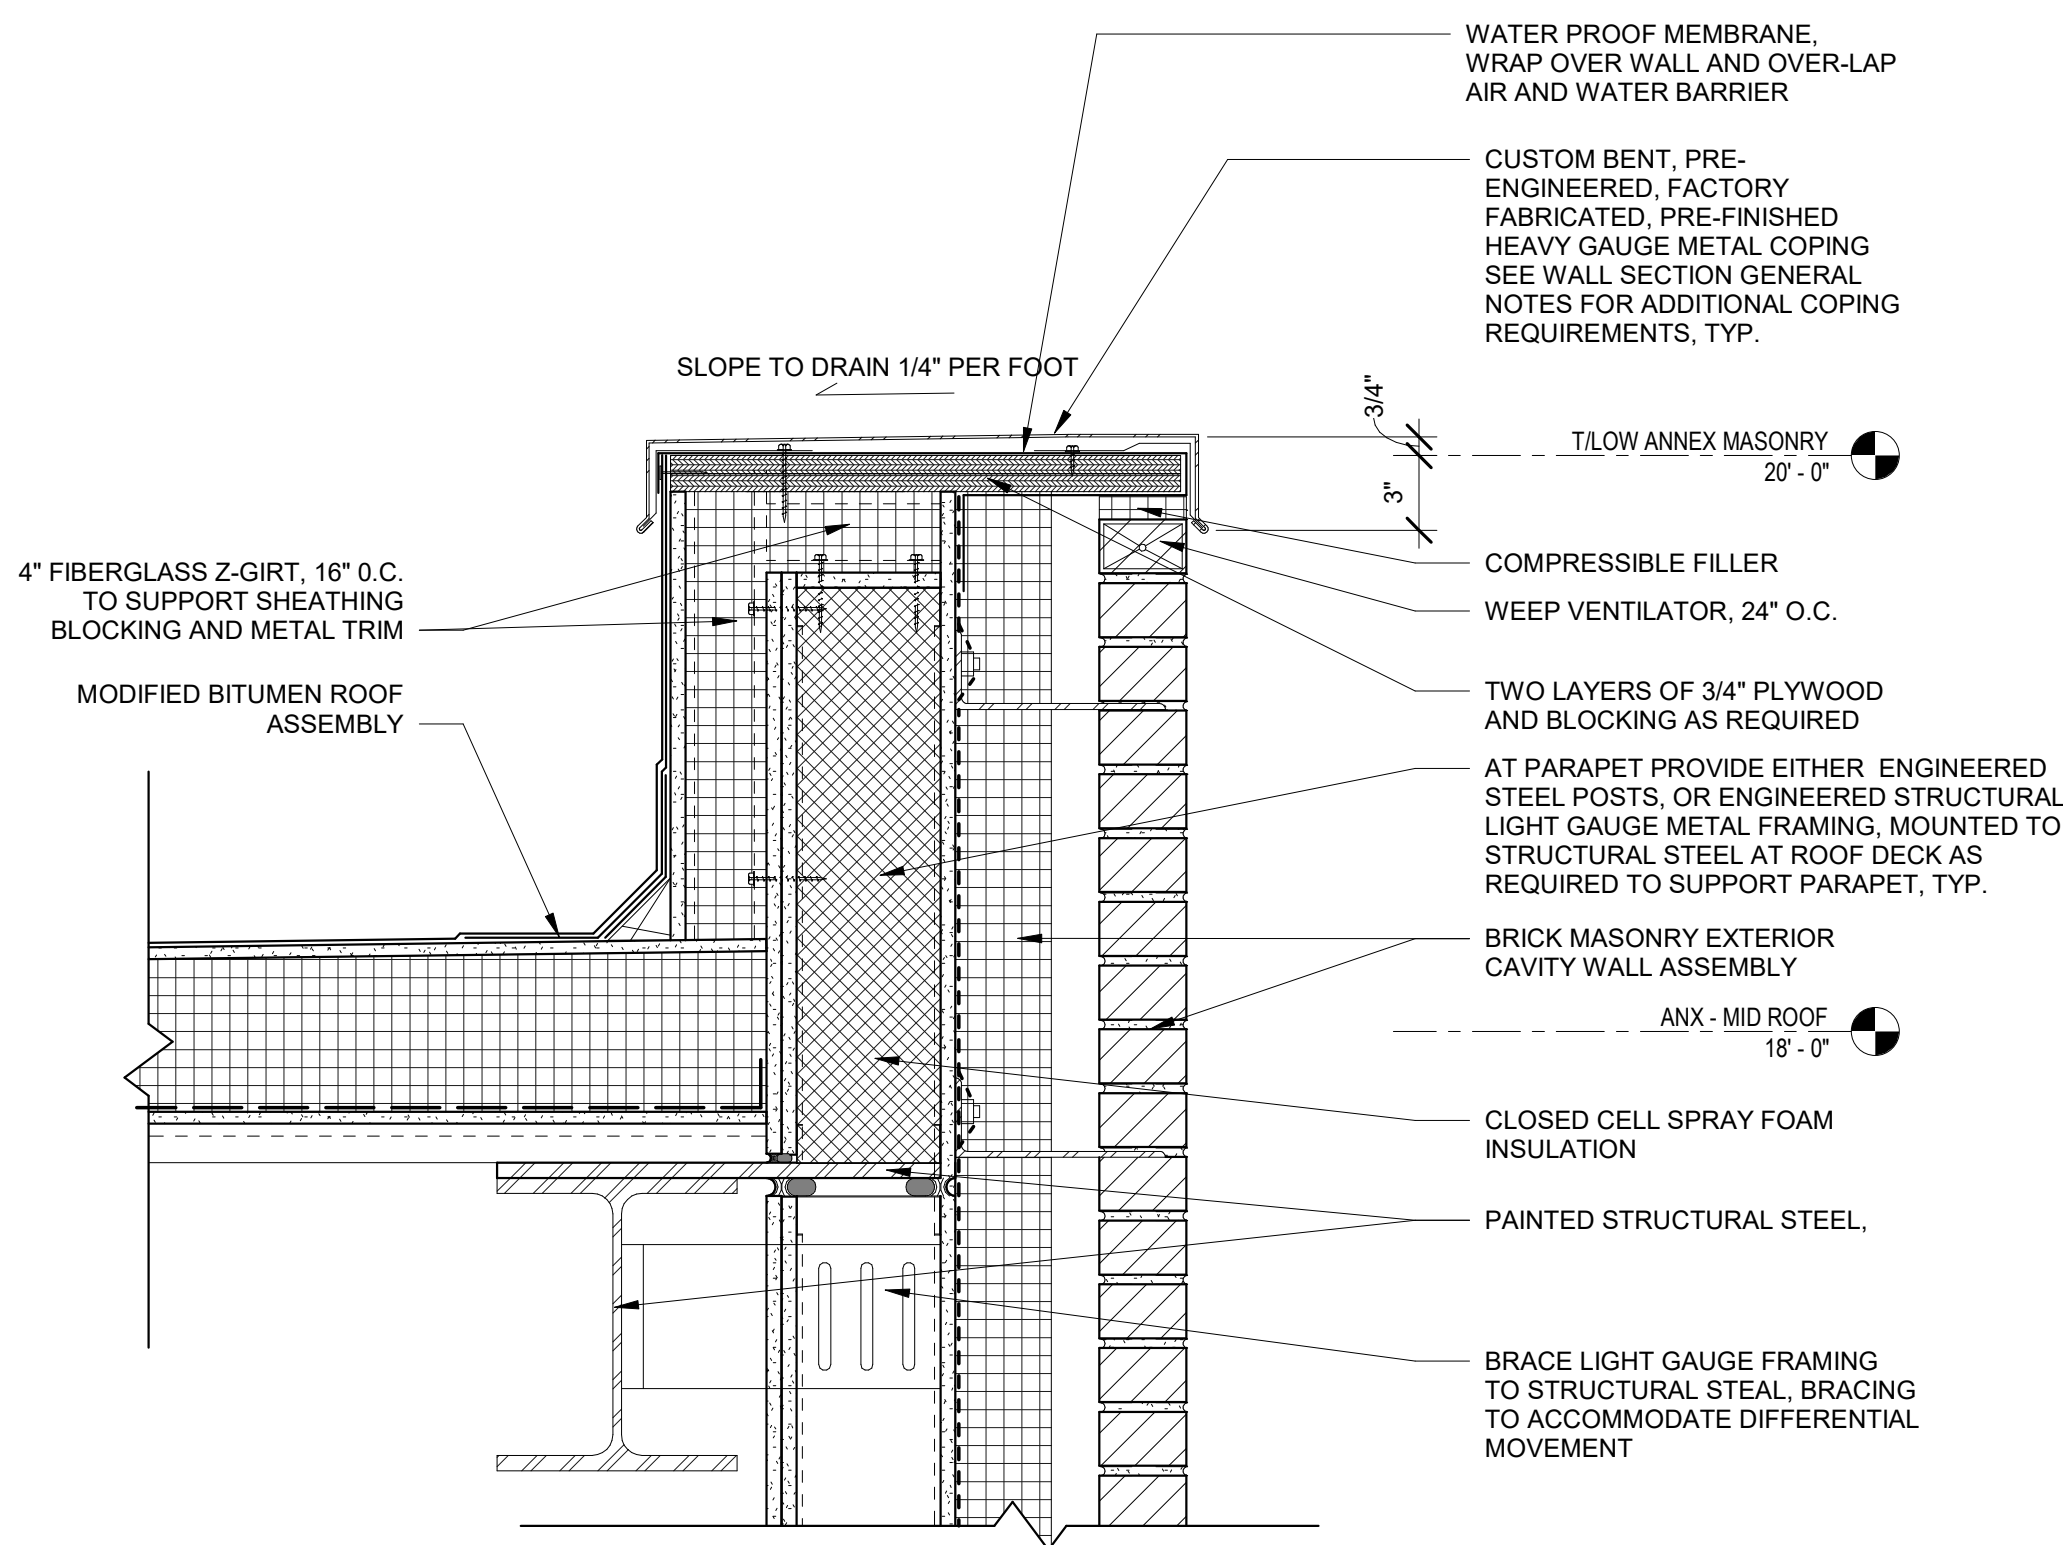 WATER PROOF MEMBRANE,
WRAP OVER WALL AND OVER-LAP
AIR AND WATER BARRIER
CUSTOM BENT, PRE-
ENGINEERED, FACTORY
FABRICATED, PRE-FINISHED
HEAVY GAUGE METAL COPING
SEE WALL SECTION GENERAL
NOTES FOR ADDITIONAL COPING
REQUIREMENTS, TYP.
SLOPE TO DRAIN 1/4" PER FOOT
3/4"
T/LOW ANNEX MASONRY
20' - 0"
3"
4" FIBERGLASS Z-GIRT, 16" 0.C.
TO SUPPORT SHEATHING
BLOCKING AND METAL TRIM
MODIFIED BITUMEN ROOF
ASSEMBLY
COMPRESSIBLE FILLER
WEEP VENTILATOR, 24" O.C.
TWO LAYERS OF 3/4" PLYWOOD
AND BLOCKING AS REQUIRED
AT PARAPET PROVIDE EITHER ENGINEERED
STEEL POSTS, OR ENGINEERED STRUCTURAL
LIGHT GAUGE METAL FRAMING, MOUNTED TO
STRUCTURAL STEEL AT ROOF DECK AS
REQUIRED TO SUPPORT PARAPET, TYP.
BRICK MASONRY EXTERIOR
CAVITY WALL ASSEMBLY
ANX - MID ROOF
18' - 0"
CLOSED CELL SPRAY FOAM
INSULATION
PAINTED STRUCTURAL STEEL,
BRACE LIGHT GAUGE FRAMING
TO STRUCTURAL STEAL, BRACING
TO ACCOMMODATE DIFFERENTIAL
MOVEMENT